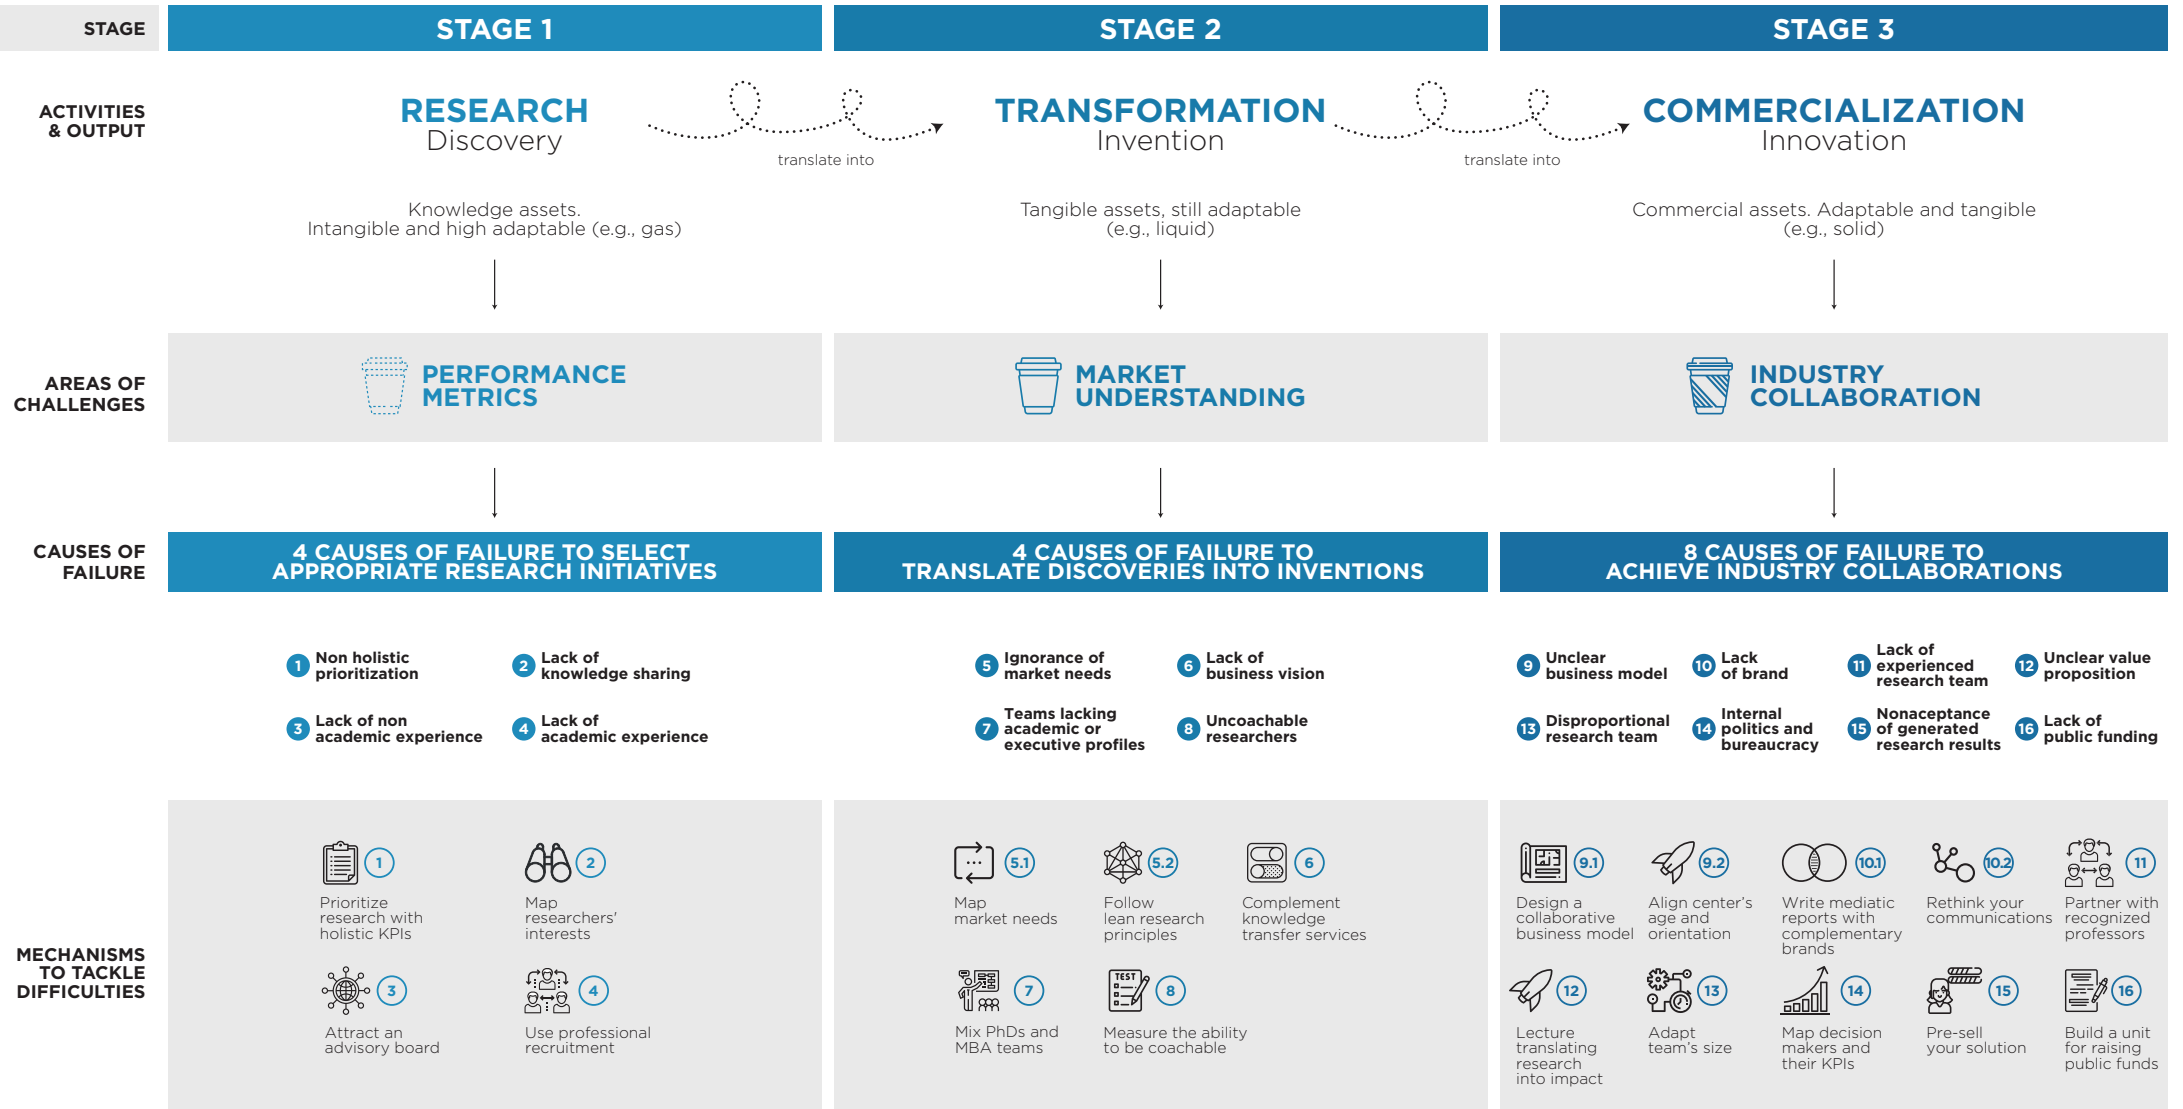 STAGE
STAGE 1
STAGE 2
STAGE 3
ACTIVITIES
& OUTPUT
RESEARCH
Discovery
translate into
TRANSFORMATION
Invention
translate into
COMMERCIALIZATION
Innovation
Knowledge assets.
Intangible and high adaptable (e.g., gas)
Tangible assets, still adaptable
(e.g., liquid)
Commercial assets. Adaptable and tangible
(e.g., solid)
AREAS OF
CHALLENGES
PERFORMANCE
METRICS
MARKET
UNDERSTANDING
INDUSTRY
COLLABORATION
CAUSES OF
FAILURE
4 CAUSES OF FAILURE TO SELECT
APPROPRIATE RESEARCH INITIATIVES
4 CAUSES OF FAILURE TO
TRANSLATE DISCOVERIES INTO INVENTIONS
8 CAUSES OF FAILURE TO
ACHIEVE INDUSTRY COLLABORATIONS
1
Non holistic
prioritization
2
Lack of
knowledge sharing
3
Lack of non
academic experience
4
Lack of
academic experience
5
Ignorance of
market needs
6
Lack of
business vision
7
Teams lacking
academic or
executive profiles
8
Uncoachable
researchers
9
Unclear
business model
10
Lack
of brand
11
Lack of
experienced
research team
12
Unclear value
proposition
13
Disproportional
research team
14
Internal
politics and
bureaucracy
15
Nonacceptance
of generated
research results
16
Lack of
public funding
MECHANISMS
TO TACKLE
DIFFICULTIES
1
Prioritize
research with
holistic KPIs
2
Map
researchers'
interests
3
Attract an
advisory board
4
Use professional
recruitment
5.1
Map
market needs
5.2
Follow
lean research
principles
6
Complement
knowledge
transfer services
7
Mix PhDs and
MBA teams
TEST
8
Measure the ability
to be coachable
9.1
Design a
collaborative
business model
9.2
Align center's
age and
orientation
10.1
Write mediatic
reports with
complementary
brands
10.2
Rethink your
communications
11
Partner with
recognized
professors
12
Lecture
translating
research
into impact
13
Adapt
team's size
14
Map decision
makers and
their KPIs
15
Pre-sell
your solution
16
Build a unit
for raising
public funds